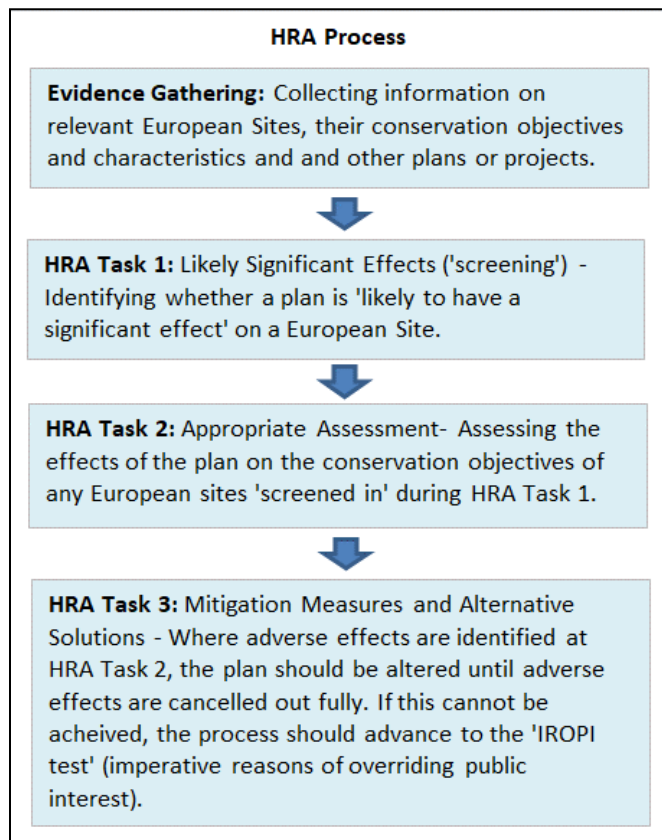 HRA Process
Evidence Gathering: Collecting information on
relevant European Sites, their conservation objectives
and characteristics and and other plans or projects.
HRA Task 1: Likely Significant Effects ('screening') -
Identifying whether a plan is 'likely to have a
significant effect' on a European Site.
HRA Task 2: Appropriate Assessment- Assessing the
effects of the plan on the conservation objectives of
any European sites 'screened in' during HRA Task 1.
HRA Task 3: Mitigation Measures and Alternative
Solutions - Where adverse effects are identified at
HRA Task 2, the plan should be altered until adverse
effects are cancelled out fully. If this cannot be
acheived, the process should advance to the 'IROPI
test' (imperative reasons of overriding public
interest).